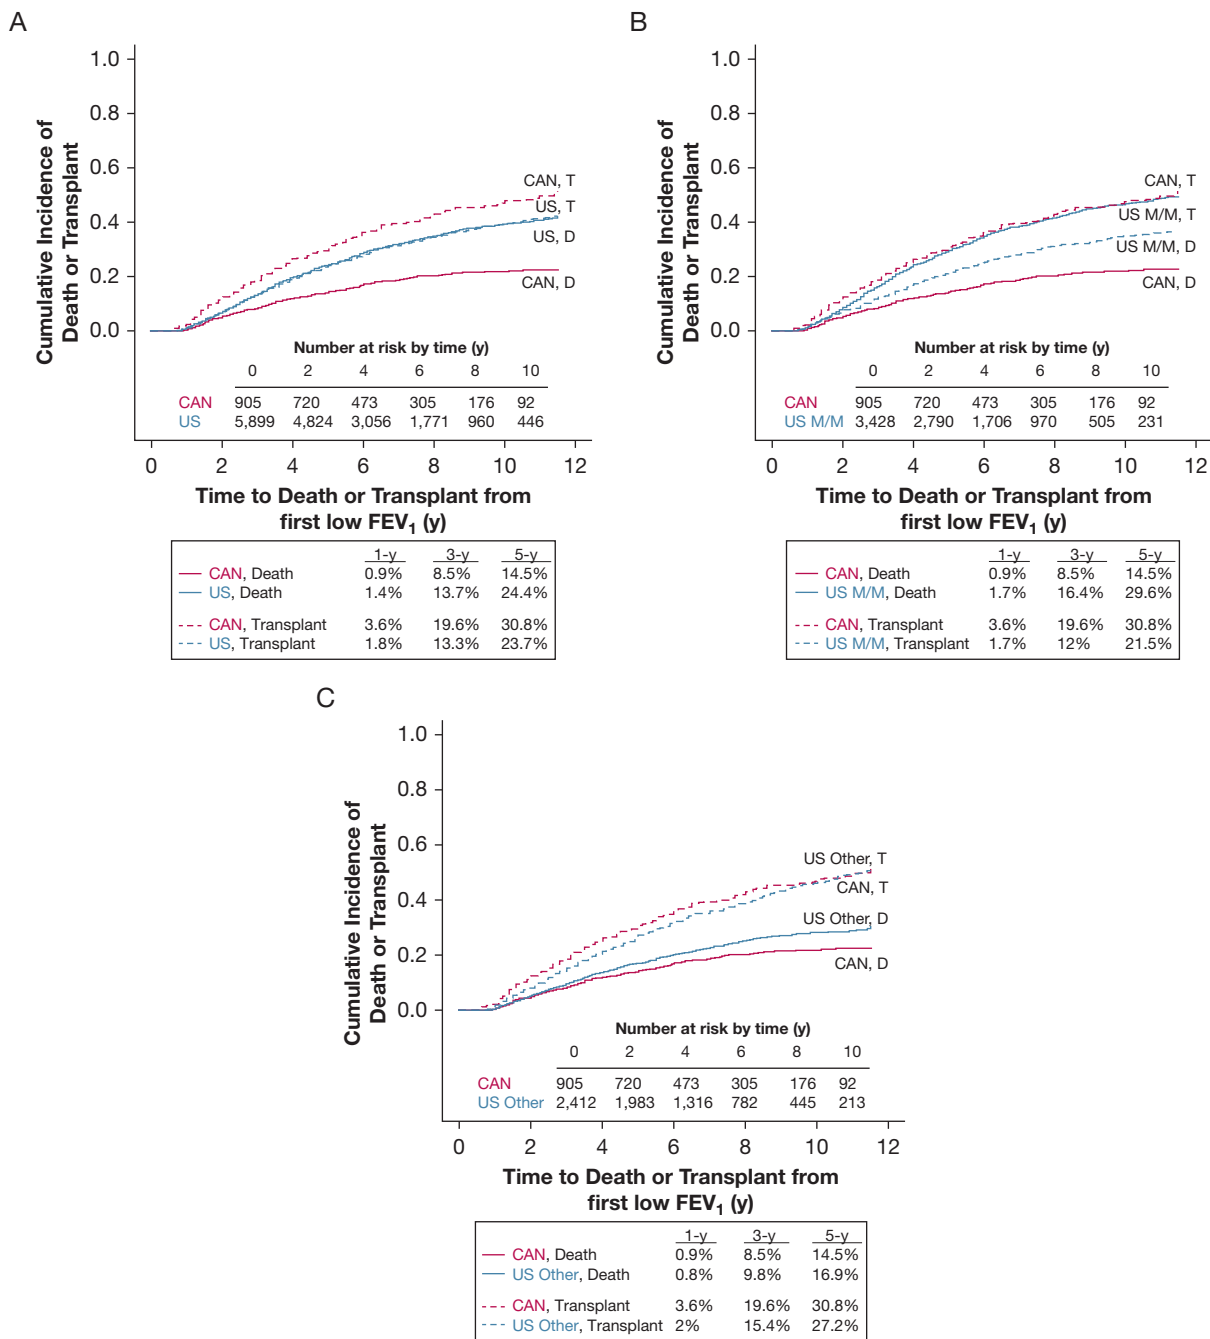 A
Cumulative Incidence of
Death or Transplant
1.0
0.8
0.6
0.4
0.2
0.0
CAN, T
US, T
US, D
CAN, D
Number at risk by time (y)
0 2 4 6 8 10
CAN 905 720 473 305 176 92
US 5,899 4,824 3,056 1,771 960 446
0 2 4 6 8 10 12
Time to Death or Transplant from
first low FEV1 (y)
1-y 3-y 5-y
CAN, Death 0.9% 8.5% 14.5%
US, Death 1.4% 13.7% 24.4%
CAN, Transplant 3.6% 19.6% 30.8%
US, Transplant 1.8% 13.3% 23.7%
B
Cumulative Incidence of
Death or Transplant
1.0
0.8
0.6
0.4
0.2
0.0
CAN, T
US M/M, T
US M/M, D
CAN, D
Number at risk by time (y)
0 2 4 6 8 10
CAN 905 720 473 305 176 92
US M/M 3,428 2,790 1,706 970 505 231
0 2 4 6 8 10 12
Time to Death or Transplant from
first low FEV1 (y)
1-y 3-y 5-y
CAN, Death 0.9% 8.5% 14.5%
US M/M, Death 1.7% 16.4% 29.6%
CAN, Transplant 3.6% 19.6% 30.8%
US M/M, Transplant 1.7% 12% 21.5%
C
Cumulative Incidence of
Death or Transplant
1.0
0.8
0.6
0.4
0.2
0.0
US Other, T
CAN, T
US Other, D
CAN, D
Number at risk by time (y)
0 2 4 6 8 10
CAN 905 720 473 305 176 92
US Other 2,412 1,983 1,316 782 445 213
0 2 4 6 8 10 12
Time to Death or Transplant from
first low FEV1 (y)
1-y 3-y 5-y
CAN, Death 0.9% 8.5% 14.5%
US Other, Death 0.8% 9.8% 16.9%
CAN, Transplant 3.6% 19.6% 30.8%
US Other, Transplant 2% 15.4% 27.2%